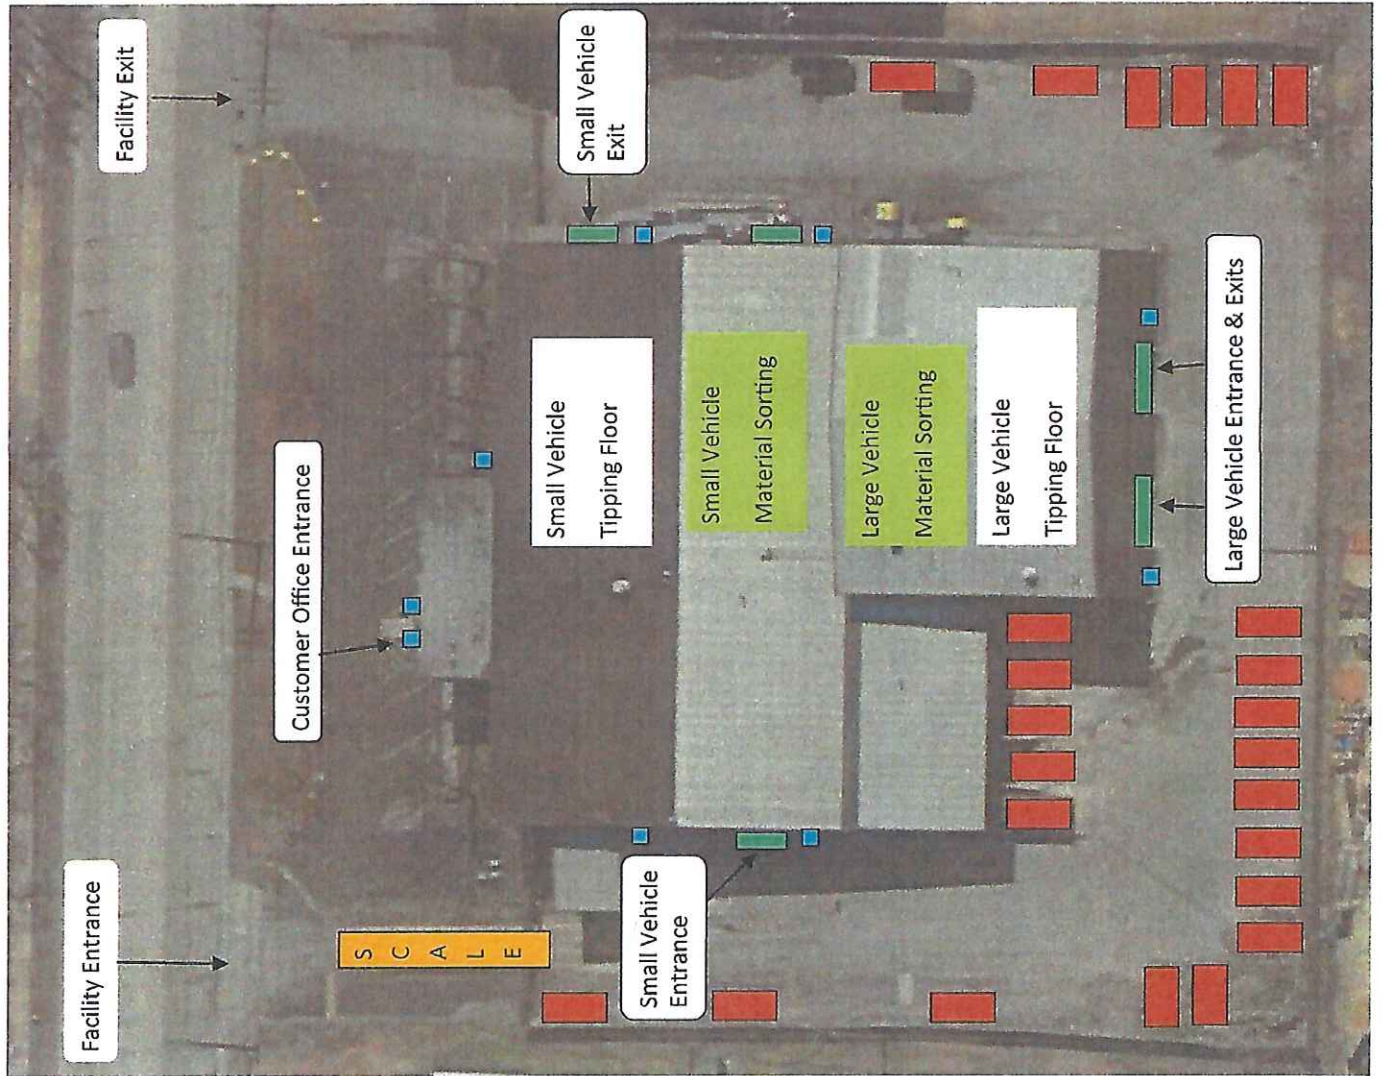 Facility Exit
Small Vehicle
Exit
Customer Office Entrance
Small Vehicle
Tipping Floor
Small Vehicle
Material Sorting
Large Vehicle
Material Sorting
Large Vehicle
Tipping Floor
Large Vehicle Entrance & Exits
Facility Entrance
SCALE
Small Vehicle
Entrance